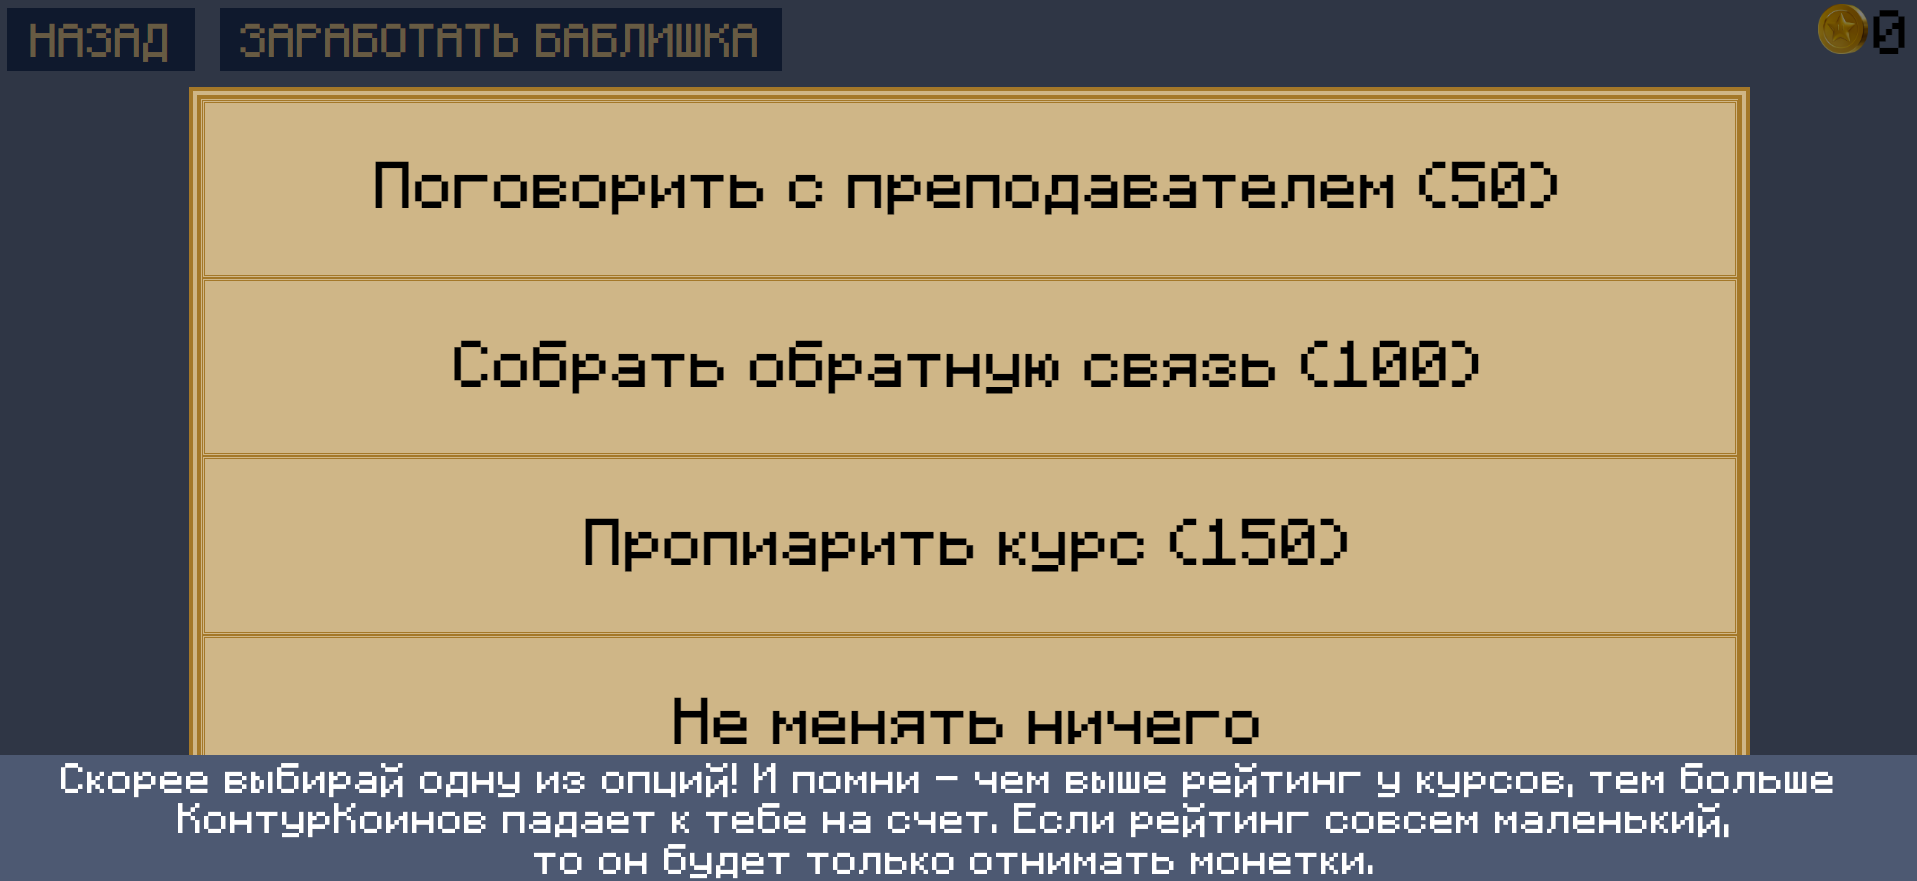 НАЗАД ЗАРАБОТАТЬ БАБЛИШКА 0
Поговорить с преподавателем (50)
Собрать обратную связь (100)
Пропиарить курс (150)
Не менять ничего
Скорее выбирай одну из опций! И помни - чем выше рейтинг у курсов, тем больше
КонтурКоинов падает к тебе на счет. Если рейтинг совсем маленький,
то он будет только отнимать монетки.